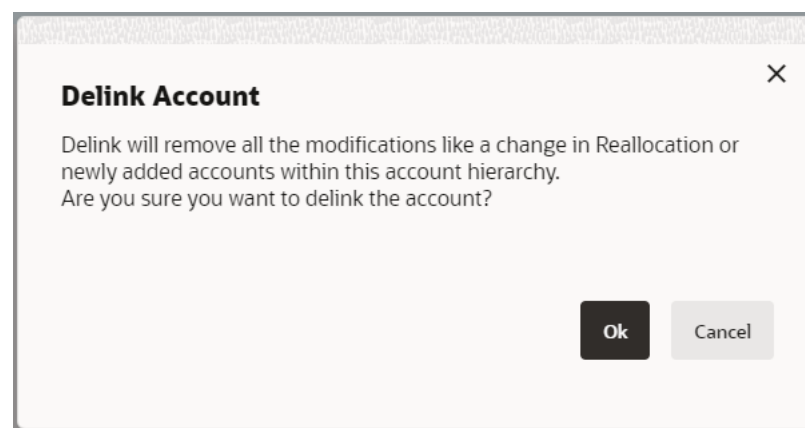 Delink Account
Delink will remove all the modifications like a change in Reallocation or
newly added accounts within this account hierarchy.
Are you sure you want to delink the account?
Ok
Cancel